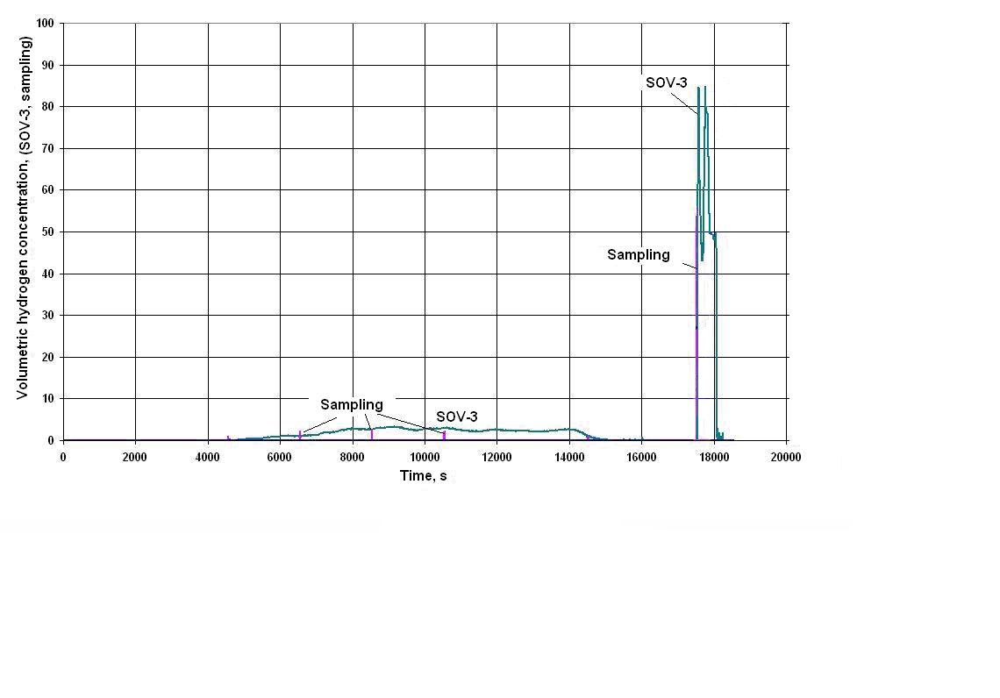 Volumetric hydrogen concentration, (SOV-3, sampling)
100
90
80
70
60
50
40
30
20
10
0
SOV-3
Sampling
Sampling
SOV-3
0 2000 4000 6000 8000 10000 12000 14000 16000 18000 20000
Time, s